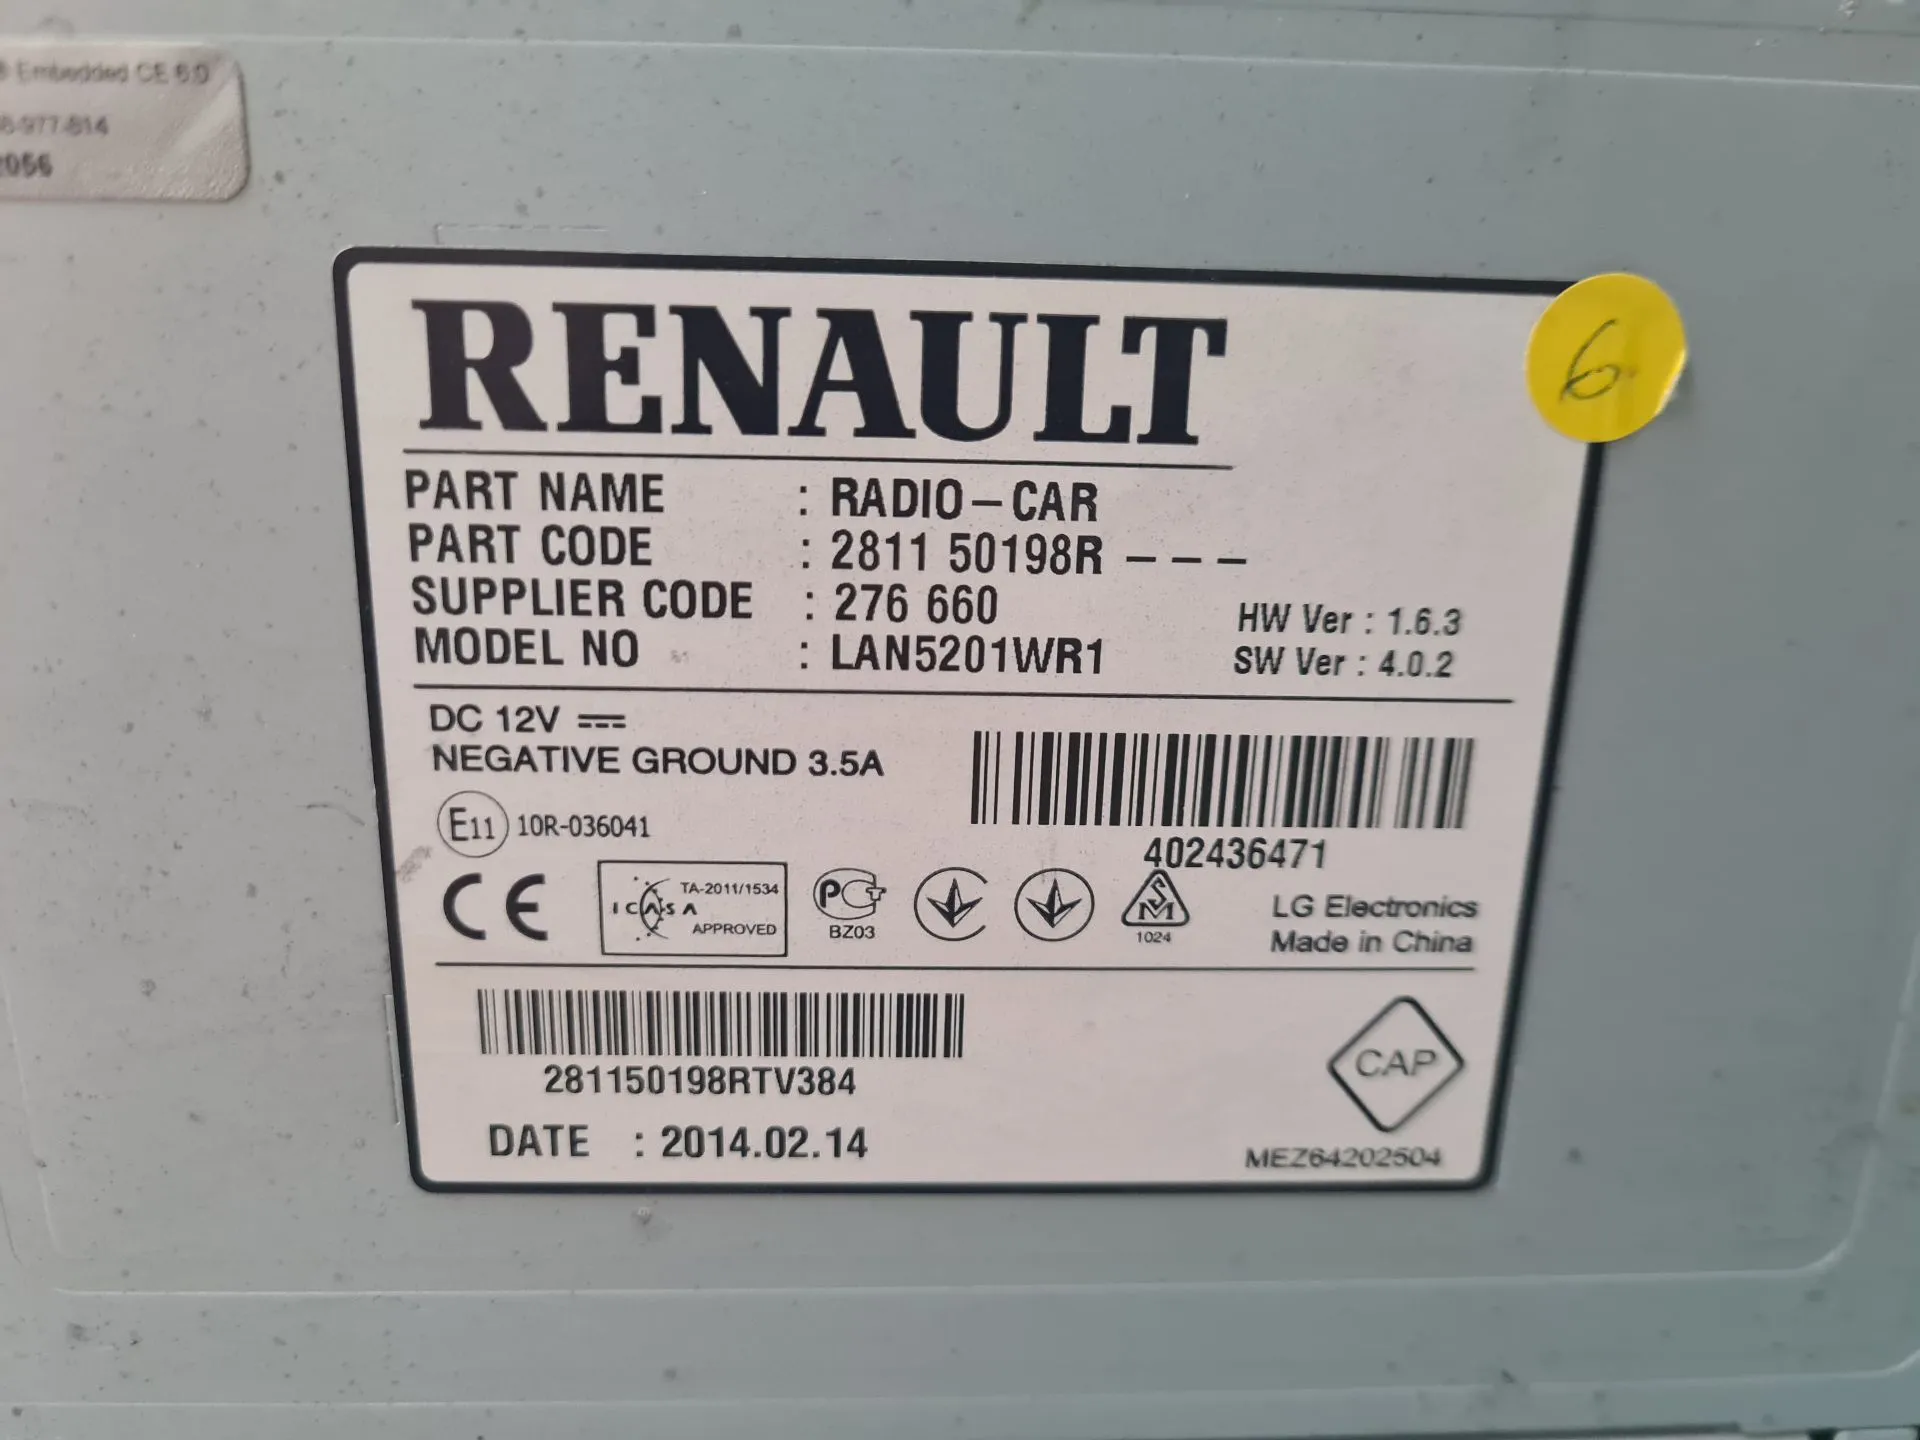 Embedded CE 6.0
-977-814
2056
RENAULT
6
PART NAME : RADIO-CAR
PART CODE : 2811 50198R ---
SUPPLIER CODE : 276 660
MODEL NO : LAN5201WR1
HW Ver : 1.6.3
SW Ver : 4.0.2
DC 12V
NEGATIVE GROUND 3.5A
402436471
E11 10R-036041
CE
ICASA
TA-2011/1534
APPROVED
PCT
BZ03
SM
1024
LG Electronics
Made in China
281150198RTV384
DATE : 2014.02.14
CAP
MEZ64202504